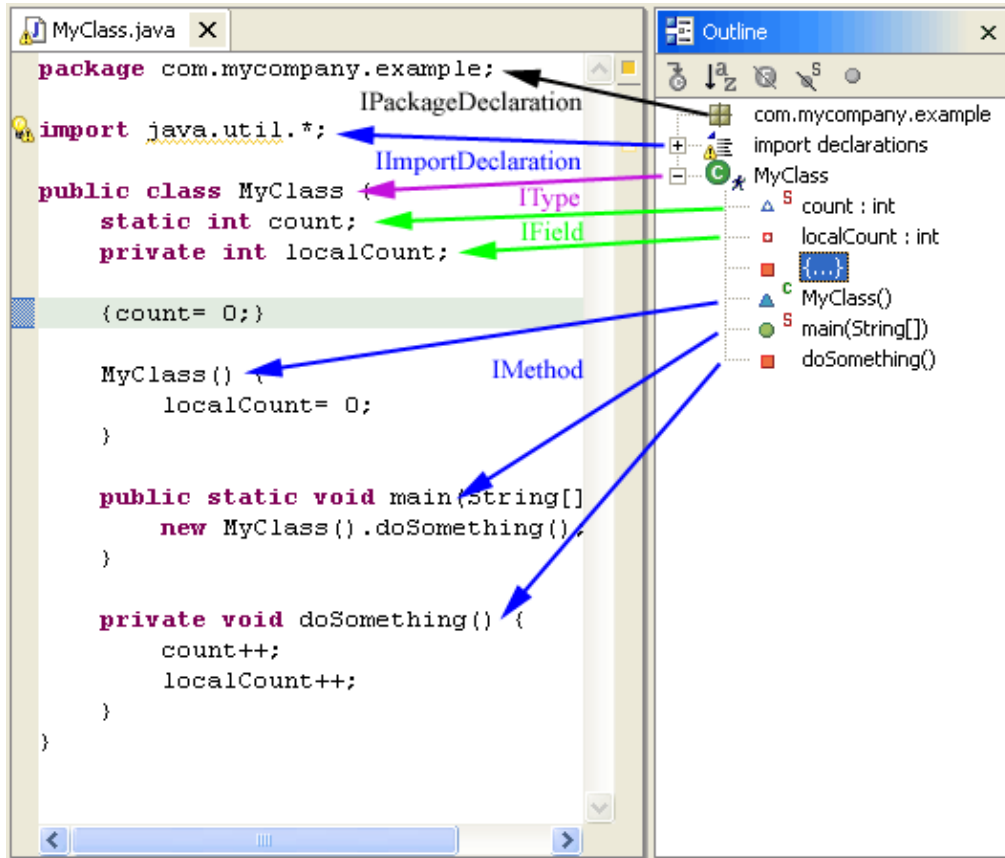 MyClass.java X
package com.mycompany.example;
IPackageDeclaration
import java.util.*;
IImportDeclaration
public class MyClass {
IType
static int count;
IField
private int localCount;
{count= 0;}
MyClass() {
IMethod
localCount= 0;
}
public static void main(String[]
new MyClass().doSomething();
}
private void doSomething() {
count++;
localCount++;
}
}
Outline
com.mycompany.example
import declarations
C MyClass
S count : int
localCount : int
{...}
C MyClass()
S main(String[])
doSomething()